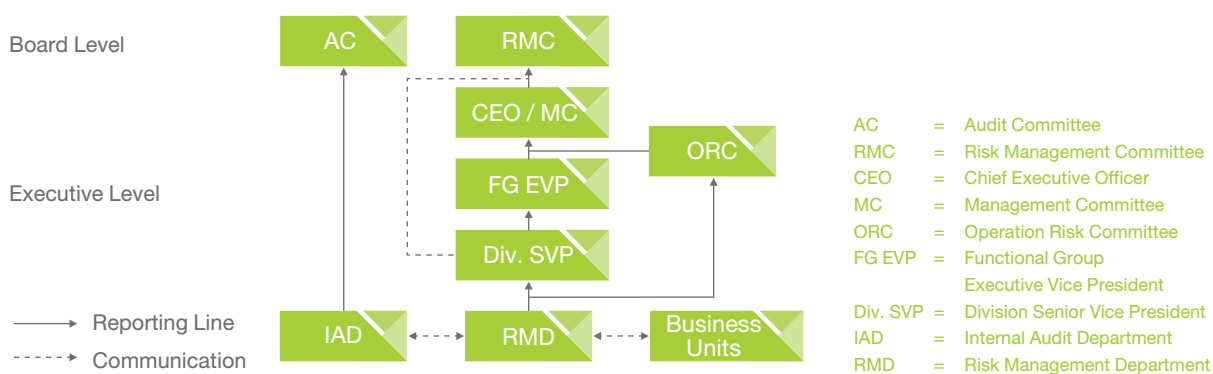 Board Level
AC
RMC
CEO / MC
ORC
Executive Level
FG EVP
Div. SVP
Reporting Line
Communication
IAD
RMD
Business
Units
AC = Audit Committee
RMC = Risk Management Committee
CEO = Chief Executive Officer
MC = Management Committee
ORC = Operation Risk Committee
FG EVP = Functional Group
Executive Vice President
Div. SVP = Division Senior Vice President
IAD = Internal Audit Department
RMD = Risk Management Department